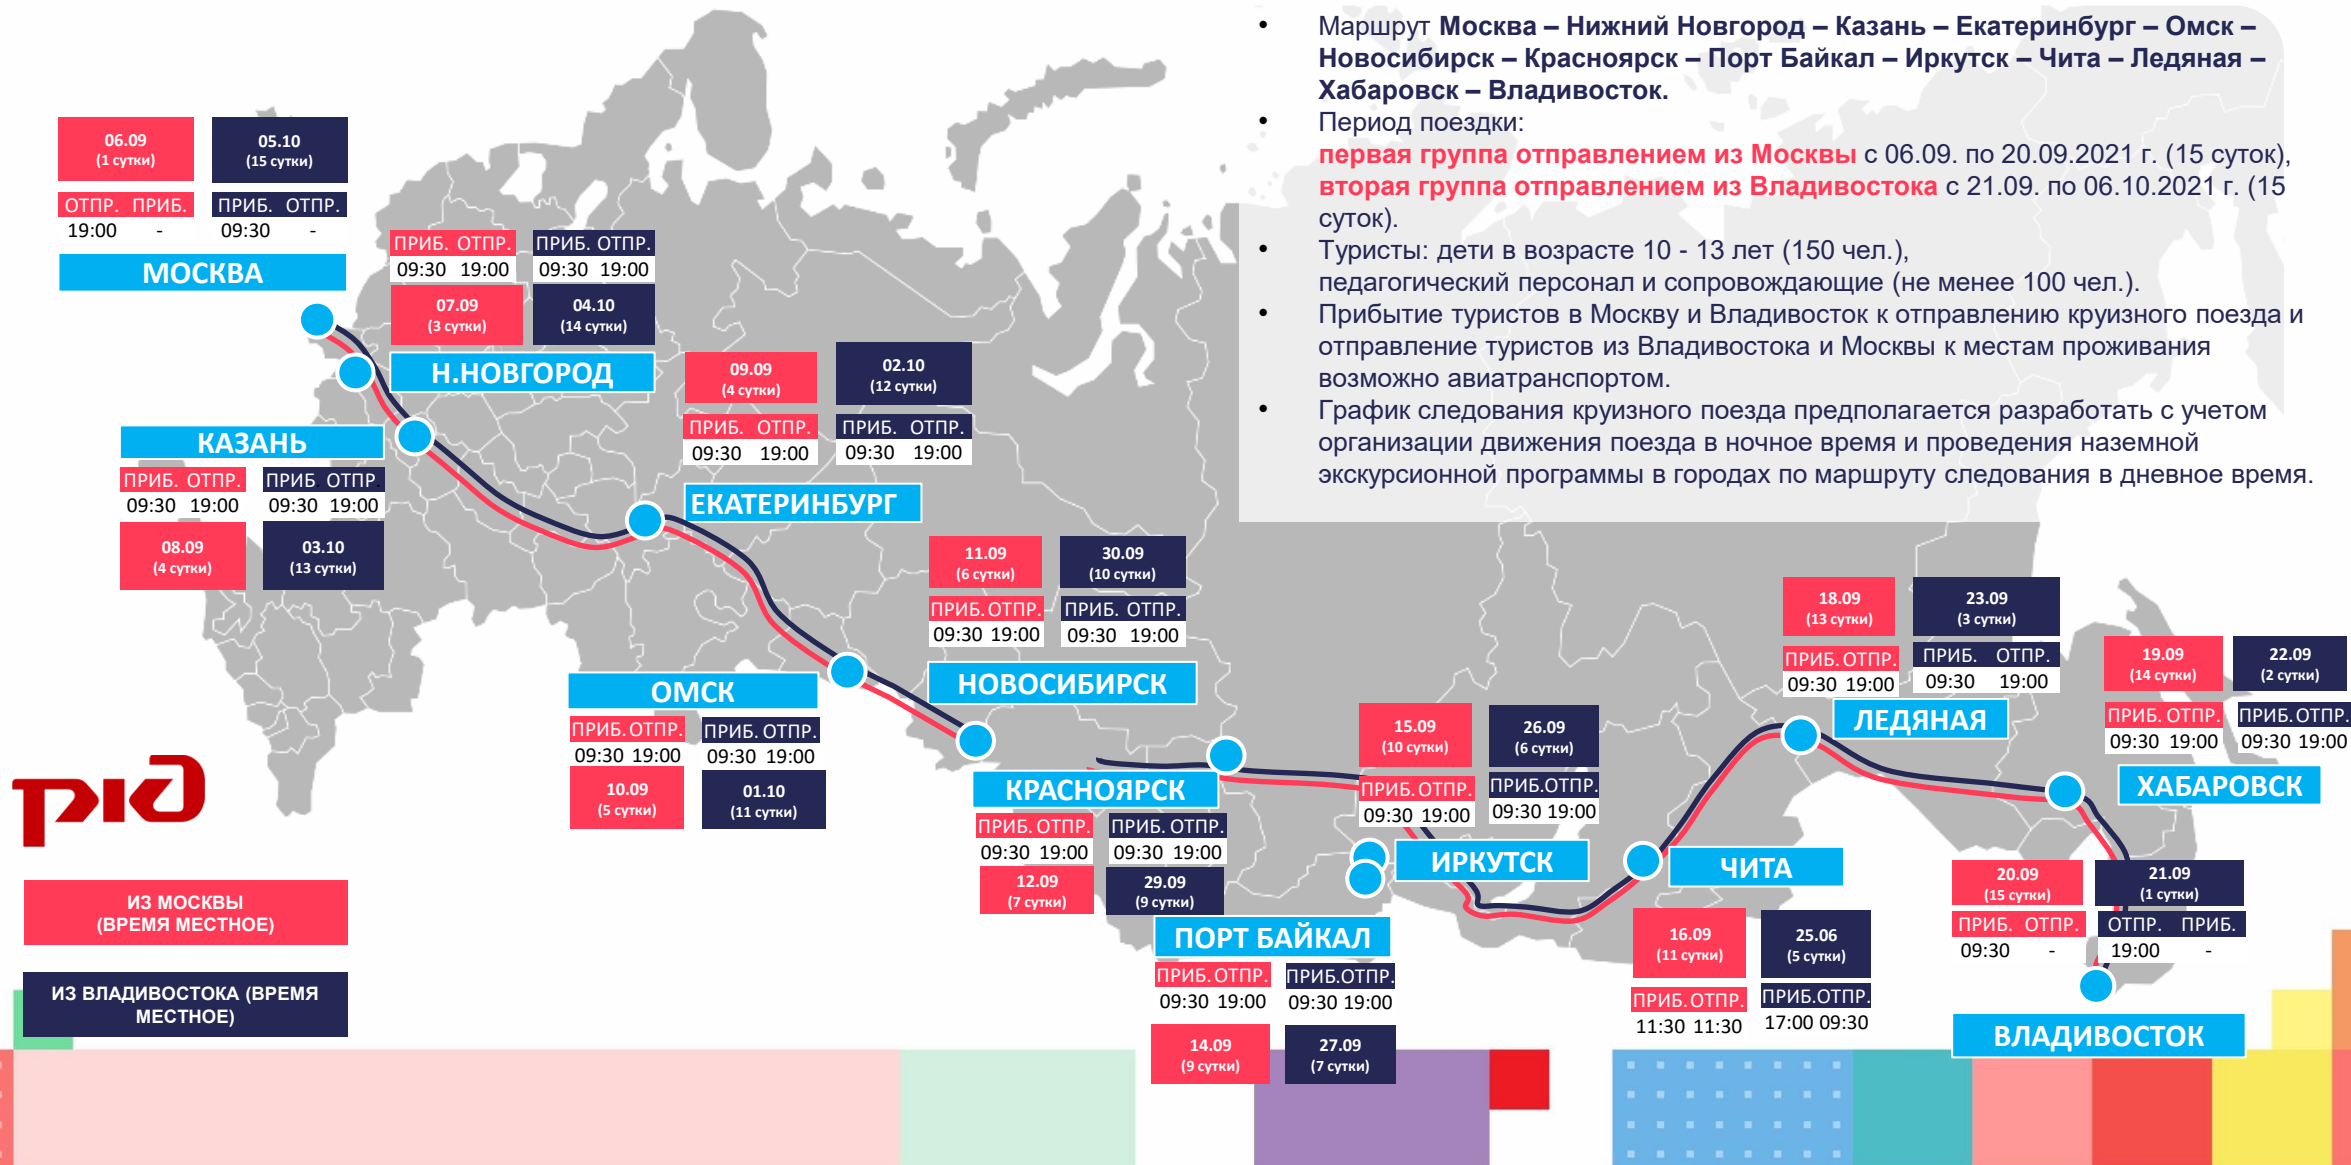 • Маршрут Москва – Нижний Новгород – Казань – Екатеринбург – Омск –
Новосибирск – Красноярск – Порт Байкал – Иркутск – Чита – Ледяная –
Хабаровск – Владивосток.
• Период поездки:
первая группа отправлением из Москвы с 06.09. по 20.09.2021 г. (15 суток),
вторая группа отправлением из Владивостока с 21.09. по 06.10.2021 г. (15
суток).
• Туристы: дети в возрасте 10 - 13 лет (150 чел.),
педагогический персонал и сопровождающие (не менее 100 чел.).
• Прибытие туристов в Москву и Владивосток к отправлению круизного поезда и
отправление туристов из Владивостока и Москвы к местам проживания
возможно авиатранспортом.
• График следования круизного поезда предполагается разработать с учетом
организации движения поезда в ночное время и проведения наземной
экскурсионной программы в городах по маршруту следования в дневное время.
06.09 05.10
(1 сутки) (15 сутки)
ОТПР. ПРИБ. ПРИБ. ОТПР.
19:00 - 09:30 -
МОСКВА
ПРИБ. ОТПР. ПРИБ. ОТПР.
09:30 19:00 09:30 19:00
07.09 04.10
(3 сутки) (14 сутки)
Н.НОВГОРОД
КАЗАНЬ
ПРИБ. ОТПР. ПРИБ. ОТПР.
09:30 19:00 09:30 19:00
08.09 03.10
(4 сутки) (13 сутки)
09.09 02.10
(4 сутки) (12 сутки)
ПРИБ. ОТПР. ПРИБ. ОТПР.
09:30 19:00 09:30 19:00
ЕКАТЕРИНБУРГ
ОМСК
ПРИБ. ОТПР. ПРИБ. ОТПР.
09:30 19:00 09:30 19:00
10.09 01.10
(5 сутки) (11 сутки)
11.09 30.09
(6 сутки) (10 сутки)
ПРИБ. ОТПР. ПРИБ. ОТПР.
09:30 19:00 09:30 19:00
НОВОСИБИРСК
КРАСНОЯРСК
ПРИБ. ОТПР. ПРИБ. ОТПР.
09:30 19:00 09:30 19:00
12.09 29.09
(7 сутки) (9 сутки)
ПОРТ БАЙКАЛ
ПРИБ. ОТПР. ПРИБ.ОТПР.
09:30 19:00 09:30 19:00
14.09 27.09
(9 сутки) (7 сутки)
15.09 26.09
(10 сутки) (6 сутки)
ПРИБ. ОТПР. ПРИБ.ОТПР.
09:30 19:00 09:30 19:00
ИРКУТСК
ЧИТА
16.09 25.06
(11 сутки) (5 сутки)
ПРИБ. ОТПР. ПРИБ.ОТПР.
11:30 11:30 17:00 09:30
18.09 23.09
(13 сутки) (3 сутки)
ПРИБ. ОТПР. ПРИБ. ОТПР.
09:30 19:00 09:30 19:00
ЛЕДЯНАЯ
19.09 22.09
(14 сутки) (2 сутки)
ПРИБ. ОТПР. ПРИБ. ОТПР.
09:30 19:00 09:30 19:00
ХАБАРОВСК
20.09 21.09
(15 сутки) (1 сутки)
ПРИБ. ОТПР. ОТПР. ПРИБ.
09:30 - 19:00 -
ВЛАДИВОСТОК
ржд
ИЗ МОСКВЫ
(ВРЕМЯ МЕСТНОЕ)
ИЗ ВЛАДИВОСТОКА (ВРЕМЯ
МЕСТНОЕ)